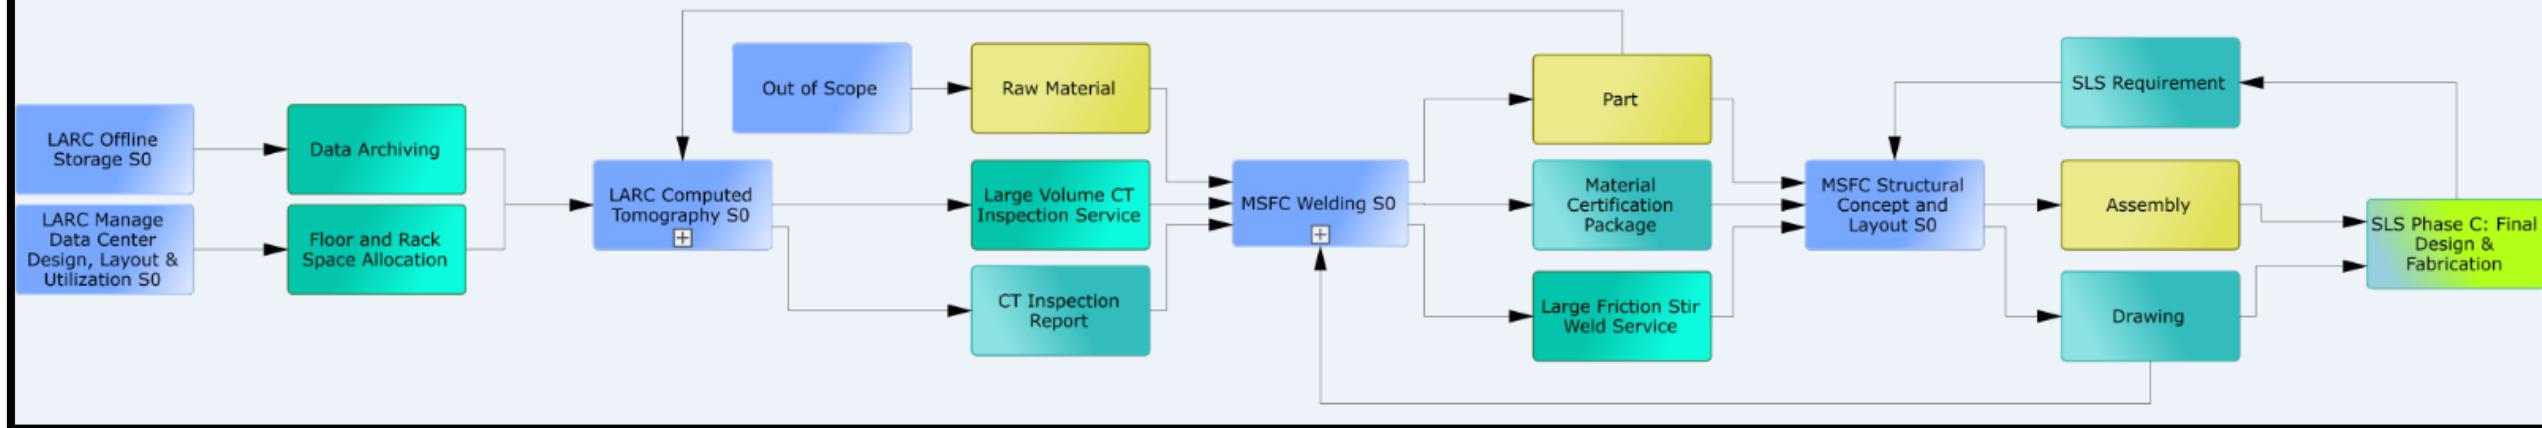 LARC Offline
Storage S0
LARC Manage
Data Center
Design, Layout &
Utilization S0
Data Archiving
Floor and Rack
Space Allocation
LARC Computed
Tomography S0
Out of Scope
Raw Material
Large Volume CT
Inspection Service
CT Inspection
Report
MSFC Welding S0
Part
Material
Certification
Package
Large Friction Stir
Weld Service
MSFC Structural
Concept and
Layout S0
SLS Requirement
Assembly
Drawing
SLS Phase C: Final
Design &
Fabrication